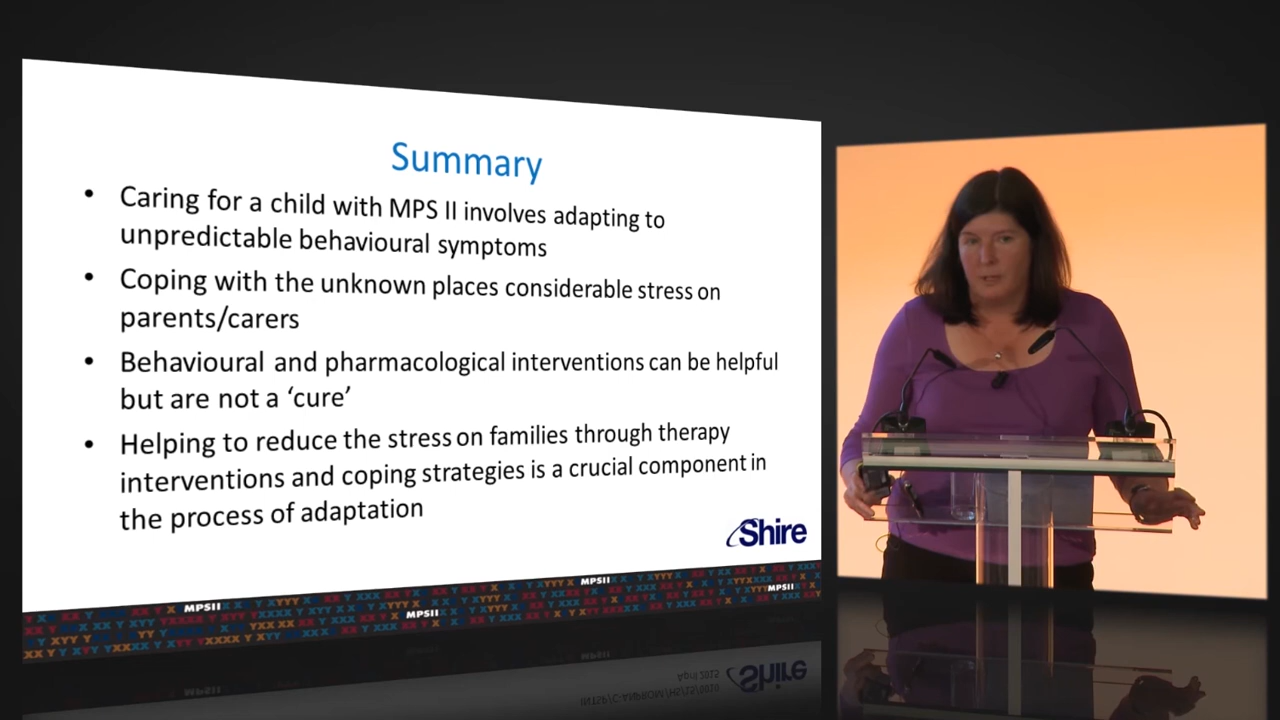 Summary
• Caring for a child with MPS II involves adapting to
unpredictable behavioural symptoms
• Coping with the unknown places considerable stress on
parents/carers
• Behavioural and pharmacological interventions can be helpful
but are not a ‘cure’
• Helping to reduce the stress on families through therapy
interventions and coping strategies is a crucial component in
the process of adaptation
Shire
MPSII
MPSII
MPSII
MPSII
April 2015